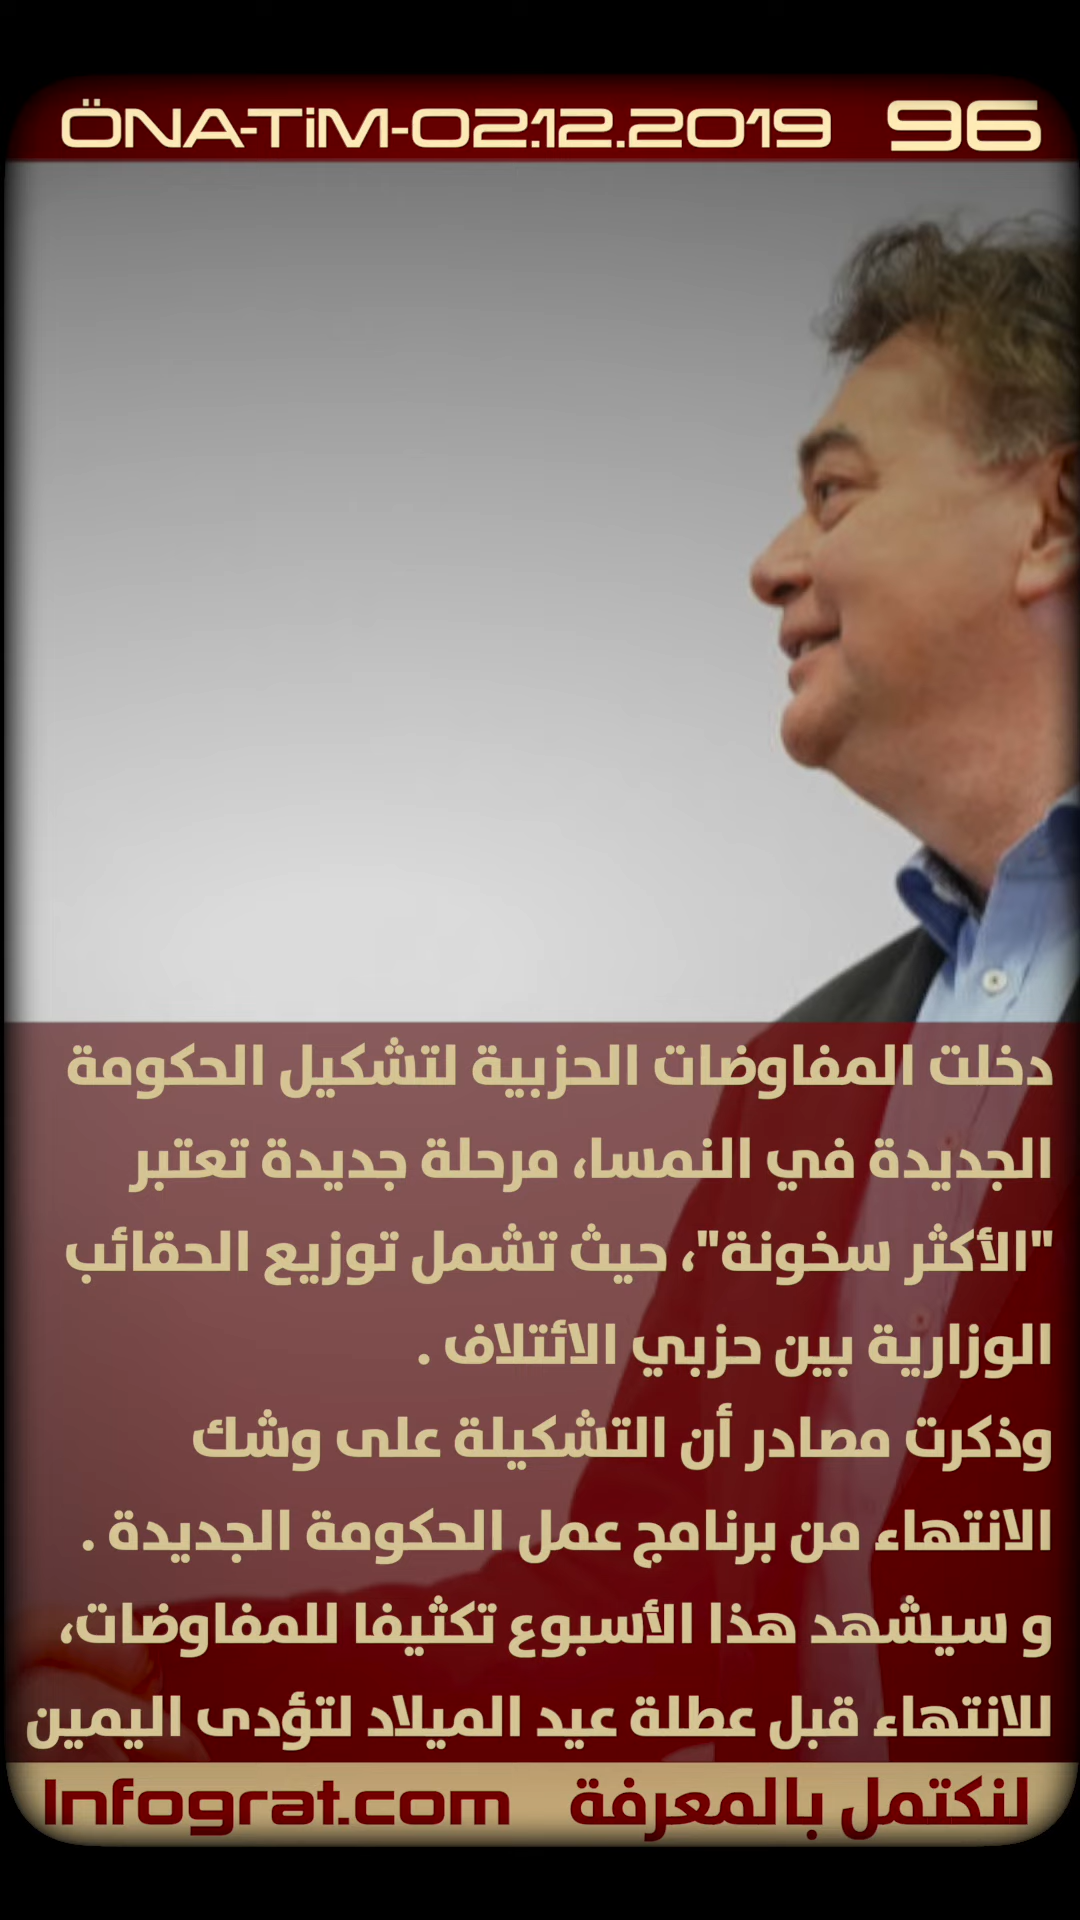 ÖNA-TiM-02.12.2019 96
دخلت المفاوضات الحزبية لتشكيل الحكومة
الجديدة في النمسا، مرحلة جديدة تعتبر
"الأكثر سخونة"، حيث تشمل توزيع الحقائب
الوزارية بين حزبي الائتلاف .
وذكرت مصادر أن التشكيلة على وشك
الانتهاء من برنامج عمل الحكومة الجديدة .
و سيشهد هذا الأسبوع تكثيفا للمفاوضات،
للانتهاء قبل عطلة عيد الميلاد لتؤدى اليمين
لنكتمل بالمعرفة Infograt.com